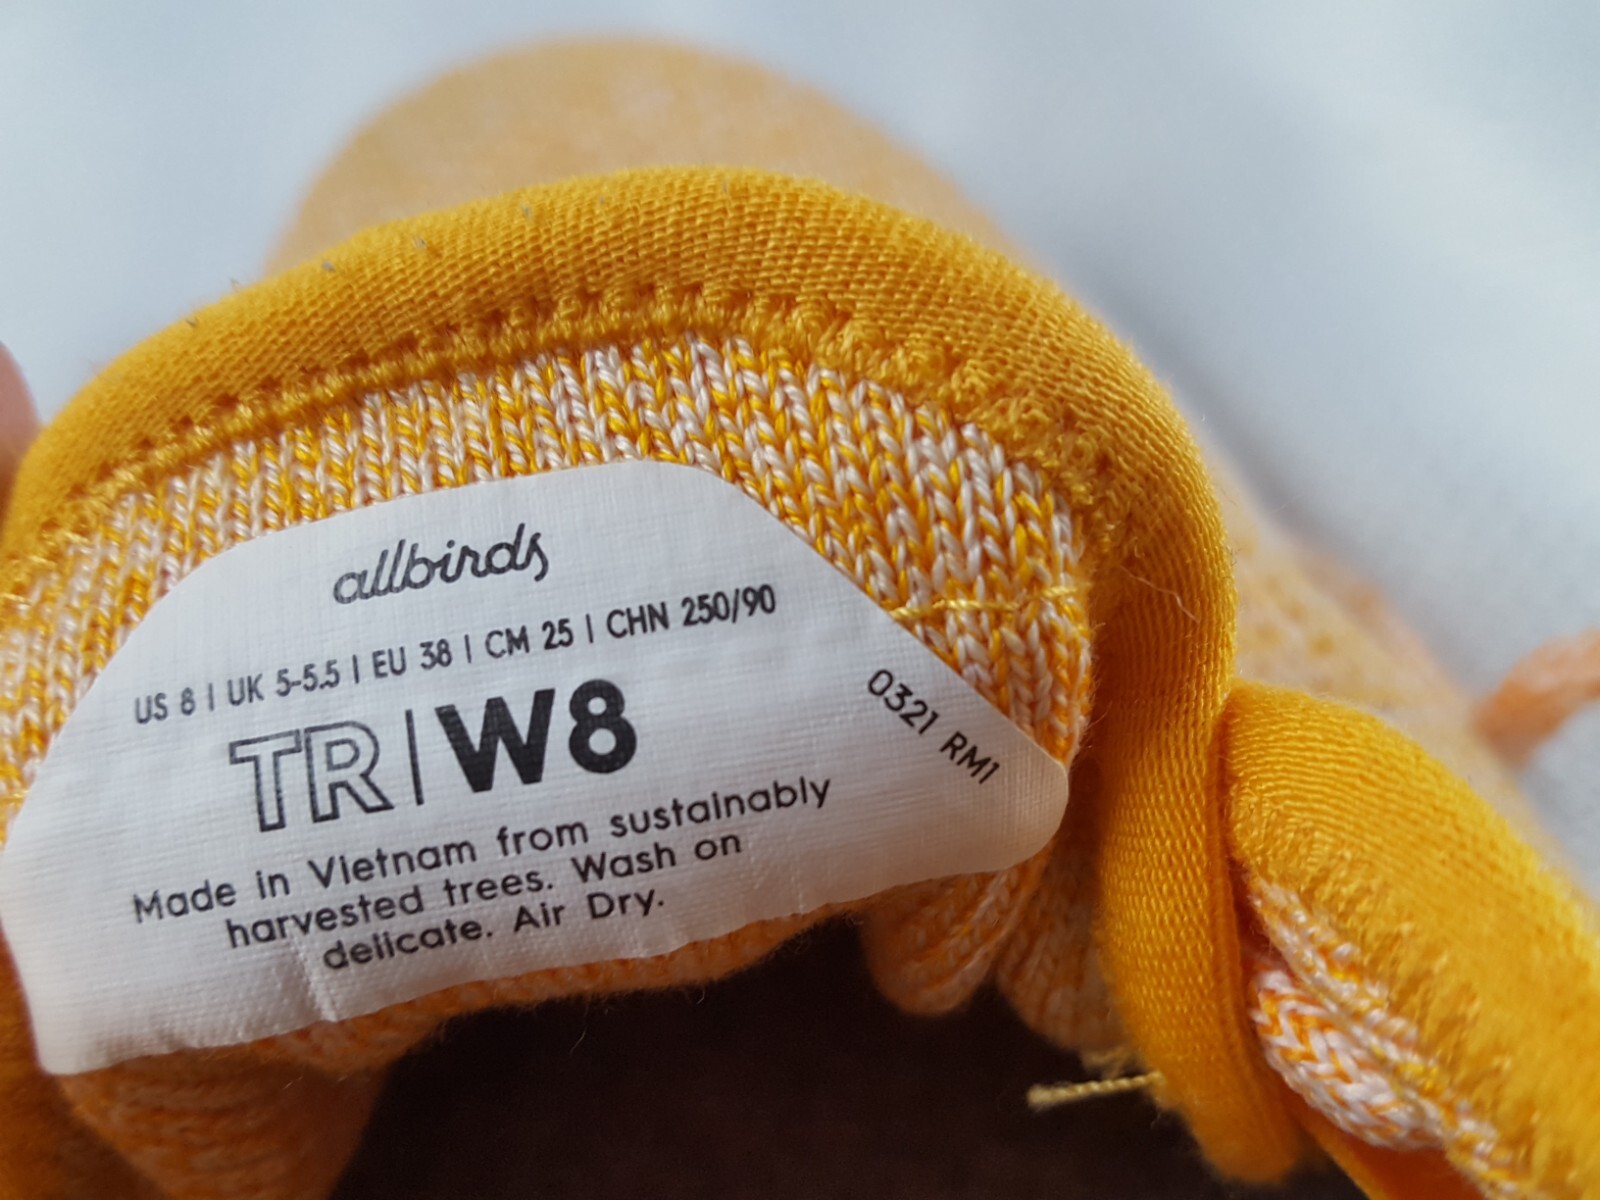 allbirds
US 8 | UK 5-5.5 | EU 38 | CM 25 | CHN 250/90
TR | W8
0321 RM1
Made in Vietnam from sustainably
harvested trees. Wash on
delicate. Air Dry.